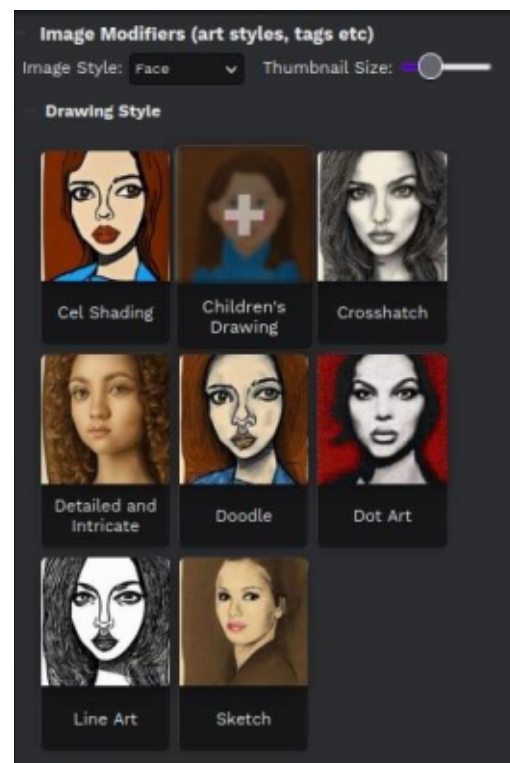 Image Modifiers (art styles, tags etc)
Image Style: Face Thumbnail Size:
Drawing Style
Cel Shading
Children's
Drawing
Crosshatch
Detailed and
Intricate
Doodle
Dot Art
Line Art
Sketch